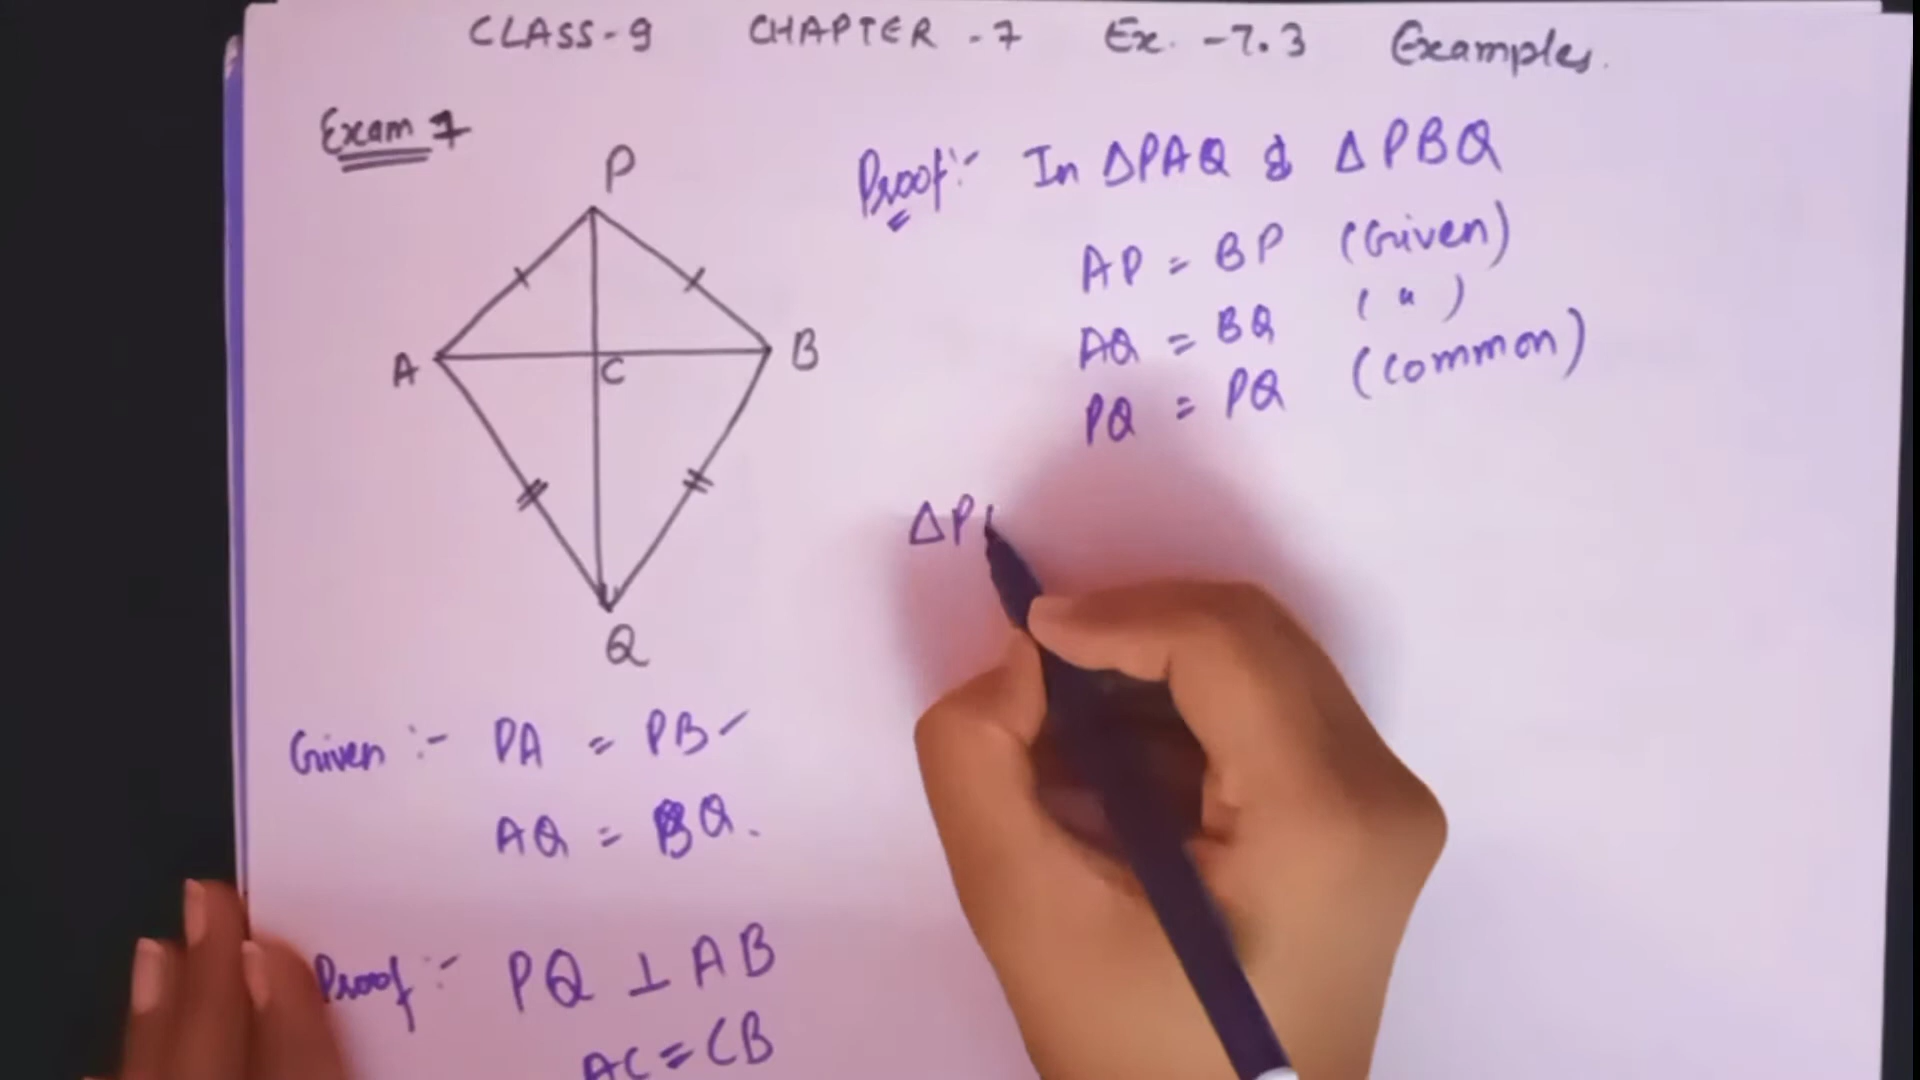 CLASS-9 CHAPTER-7 Ex.-7.3 Examples.
Exam 7
P
A
B
C
Q
Given :- PA = PB
AQ = BQ.
Proof :- PQ ⊥ AB
AC = CB
Proof :- In ΔPAQ & ΔPBQ
AP = BP (Given)
AQ = BQ ( " )
PQ = PQ (common)
ΔP